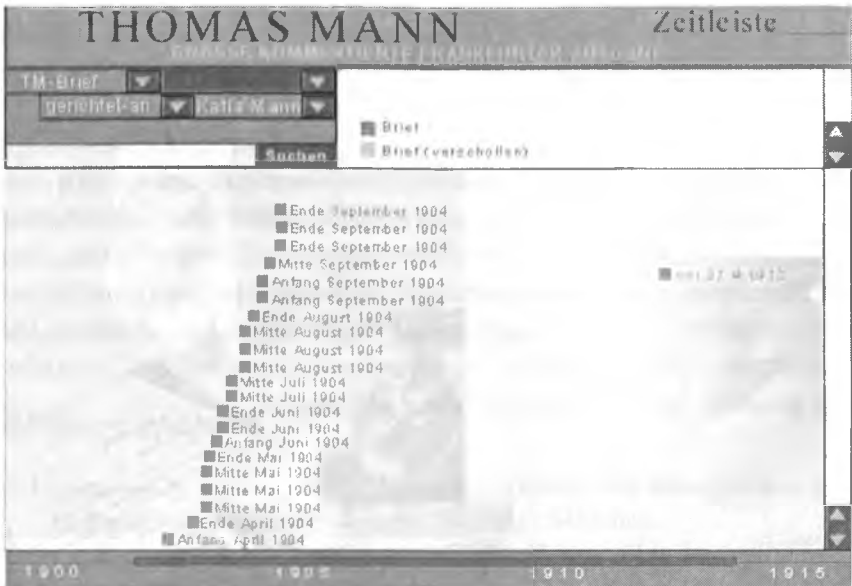 THOMAS MANN
Zeitleiste
GROSSE KOMMENTIERTE FRANKFURTER AUSGABE
TM-Brief
gerichtet-an Katia Mann
Suchen
Brief
Brief (verschollen)
Ende September 1904
Ende September 1904
Ende September 1904
Mitte September 1904
Anfang September 1904
Anfang September 1904
Ende August 1904
Mitte August 1904
Mitte August 1904
Mitte August 1904
Mitte Juli 1904
Mitte Juli 1904
Ende Juni 1904
Ende Juni 1904
Anfang Juni 1904
Ende Mai 1904
Mitte Mai 1904
Mitte Mai 1904
Mitte Mai 1904
Ende April 1904
Anfang April 1904
1900 1905 1910 1915